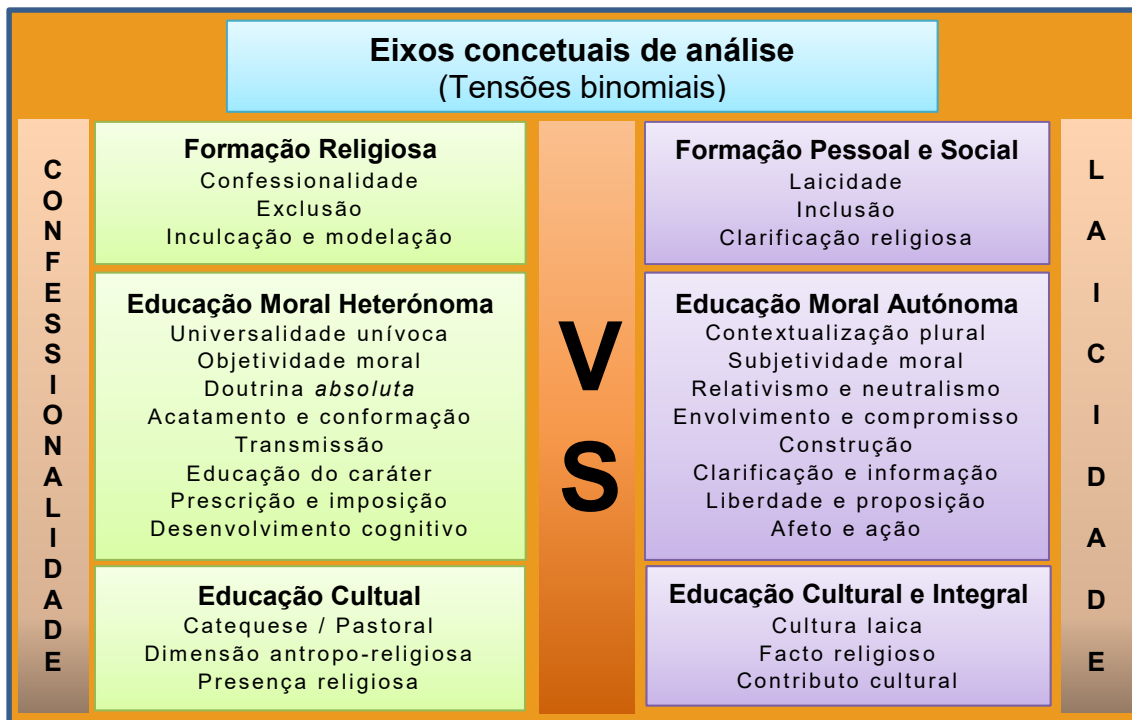 Eixos concetuais de análise
(Tensões binomiais)
CONFESSIONALIDADE
Formação Religiosa
Confessionalidade
Exclusão
Inculcação e modelação
Educação Moral Heterónoma
Universalidade unívoca
Objetividade moral
Doutrina absoluta
Acatamento e conformação
Transmissão
Educação do caráter
Prescrição e imposição
Desenvolvimento cognitivo
Educação Cultual
Catequese / Pastoral
Dimensão antropo-religiosa
Presença religiosa
VS
Formação Pessoal e Social
Laicidade
Inclusão
Clarificação religiosa
Educação Moral Autónoma
Contextualização plural
Subjetividade moral
Relativismo e neutralismo
Envolvimento e compromisso
Construção
Clarificação e informação
Liberdade e proposição
Afeto e ação
Educação Cultural e Integral
Cultura laica
Facto religioso
Contributo cultural
LAICIDADE